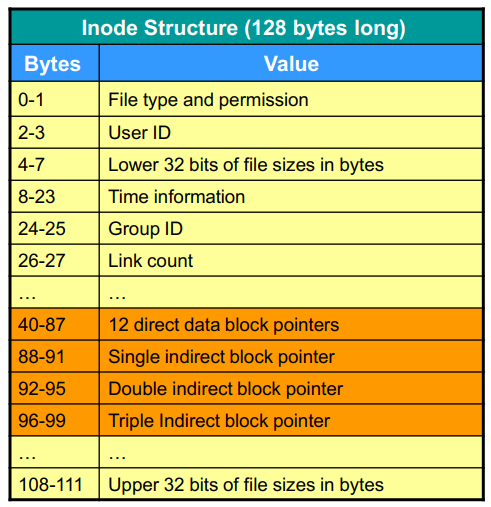 Inode Structure (128 bytes long)
Bytes Value
0-1 File type and permission
2-3 User ID
4-7 Lower 32 bits of file sizes in bytes
8-23 Time information
24-25 Group ID
26-27 Link count
… …
40-87 12 direct data block pointers
88-91 Single indirect block pointer
92-95 Double indirect block pointer
96-99 Triple Indirect block pointer
… …
108-111 Upper 32 bits of file sizes in bytes